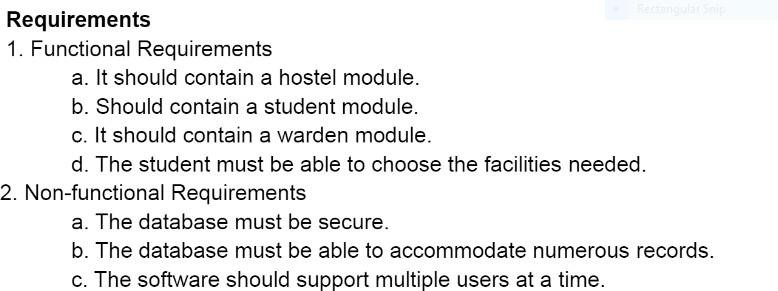 Rectangular Snip
Requirements
1. Functional Requirements
a. It should contain a hostel module.
b. Should contain a student module.
c. It should contain a warden module.
d. The student must be able to choose the facilities needed.
2. Non-functional Requirements
a. The database must be secure.
b. The database must be able to accommodate numerous records.
c. The software should support multiple users at a time.